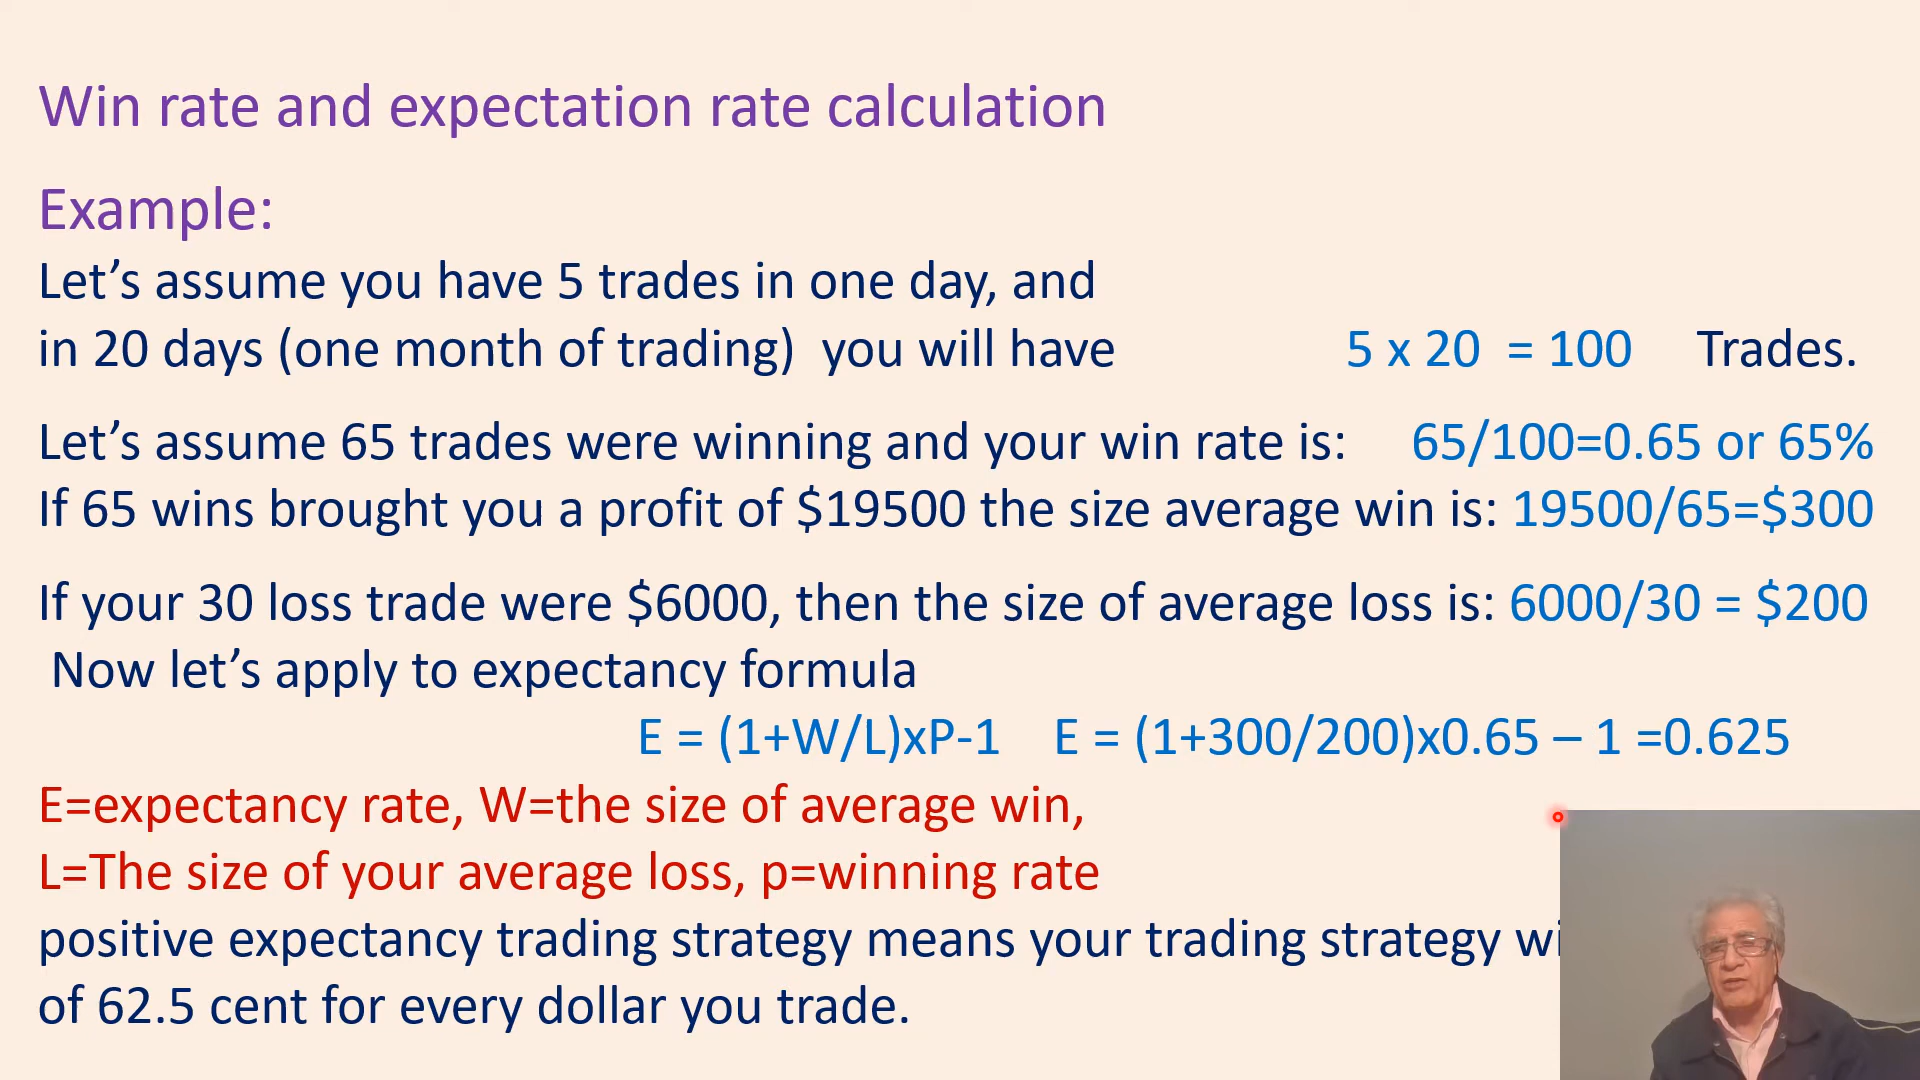 Win rate and expectation rate calculation
Example:
Let’s assume you have 5 trades in one day, and
in 20 days (one month of trading) you will have 5 x 20 = 100 Trades.
Let’s assume 65 trades were winning and your win rate is: 65/100=0.65 or 65%
If 65 wins brought you a profit of $19500 the size average win is: 19500/65=$300
If your 30 loss trade were $6000, then the size of average loss is: 6000/30 = $200
Now let’s apply to expectancy formula
E = (1+W/L)xP-1 E = (1+300/200)x0.65 – 1 =0.625
E=expectancy rate, W=the size of average win,
L=The size of your average loss, p=winning rate
positive expectancy trading strategy means your trading strategy
of 62.5 cent for every dollar you trade.